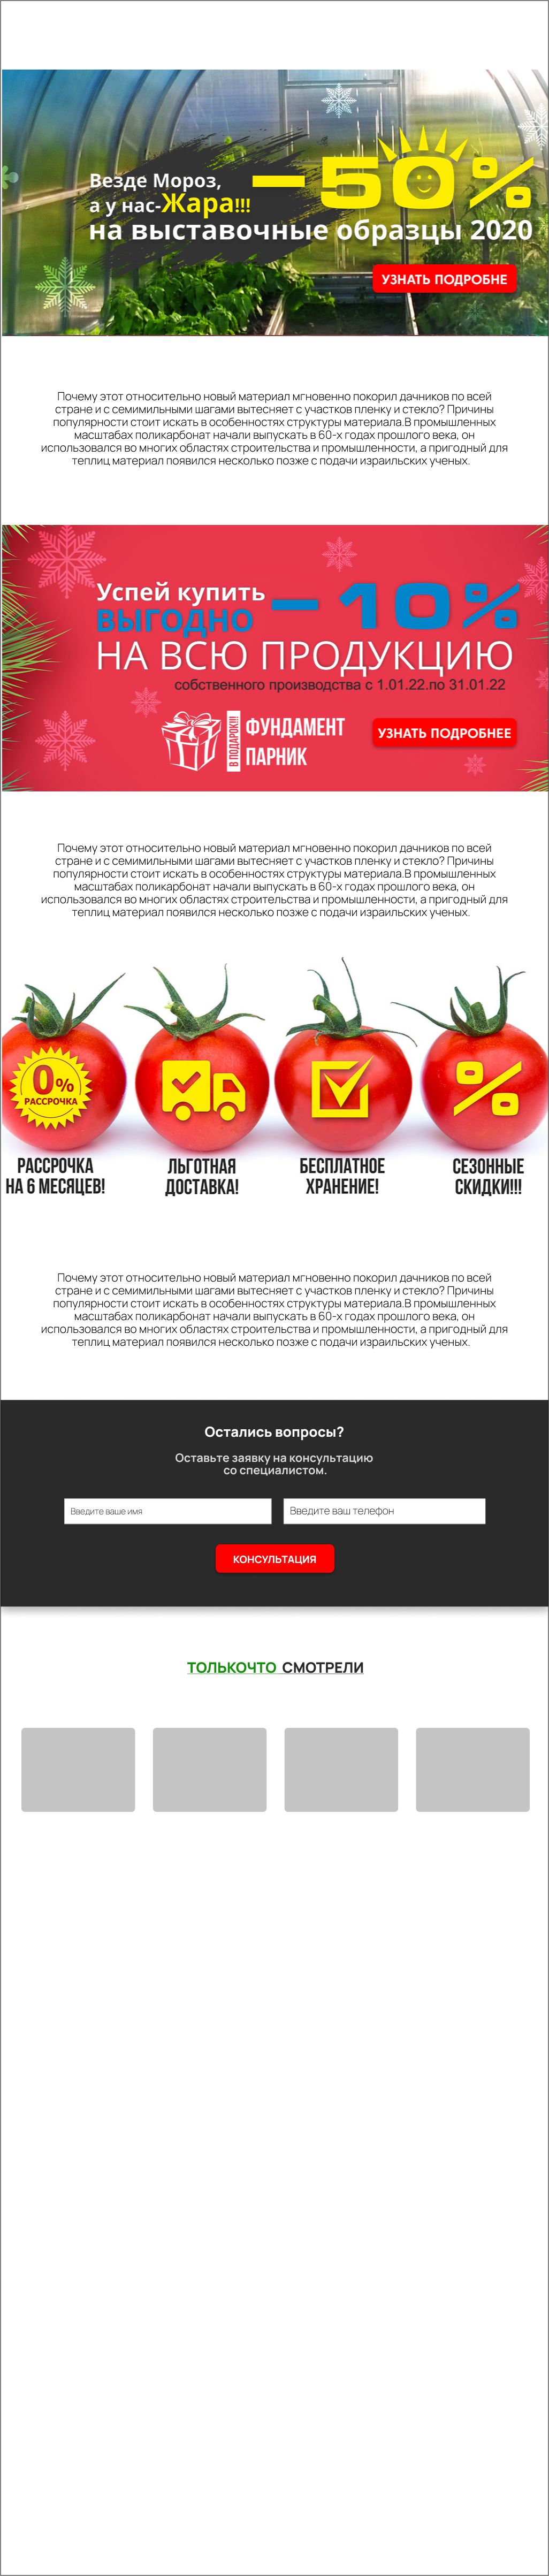 Везде Мороз,
а у нас-Жара!!!
–50%
на выставочные образцы 2020
УЗНАТЬ ПОДРОБНЕ
Почему этот относительно новый материал мгновенно покорил дачников по всей
стране и с семимильными шагами вытесняет с участков пленку и стекло? Причины
популярности стоит искать в особенностях структуры материала.В промышленных
масштабах поликарбонат начали выпускать в 60-х годах прошлого века, он
использовался во многих областях строительства и промышленности, а пригодный для
теплиц материал появился несколько позже с подачи израильских ученых.
Успей купить
ВЫГОДНО
–10%
НА ВСЮ ПРОДУКЦИЮ
собственного производства с 1.01.22.по 31.01.22
В ПОДАРОК!!!
ФУНДАМЕНТ
ПАРНИК
УЗНАТЬ ПОДРОБНЕЕ
Почему этот относительно новый материал мгновенно покорил дачников по всей
стране и с семимильными шагами вытесняет с участков пленку и стекло? Причины
популярности стоит искать в особенностях структуры материала.В промышленных
масштабах поликарбонат начали выпускать в 60-х годах прошлого века, он
использовался во многих областях строительства и промышленности, а пригодный для
теплиц материал появился несколько позже с подачи израильских ученых.
0%
РАССРОЧКА
%
РАССРОЧКА
НА 6 МЕСЯЦЕВ!
ЛЬГОТНАЯ
ДОСТАВКА!
БЕСПЛАТНОЕ
ХРАНЕНИЕ!
СЕЗОННЫЕ
СКИДКИ!!!
Почему этот относительно новый материал мгновенно покорил дачников по всей
стране и с семимильными шагами вытесняет с участков пленку и стекло? Причины
популярности стоит искать в особенностях структуры материала.В промышленных
масштабах поликарбонат начали выпускать в 60-х годах прошлого века, он
использовался во многих областях строительства и промышленности, а пригодный для
теплиц материал появился несколько позже с подачи израильских ученых.
Остались вопросы?
Оставьте заявку на консультацию
со специалистом.
Введите ваше имя
Введите ваш телефон
КОНСУЛЬТАЦИЯ
ТОЛЬКОЧТО СМОТРЕЛИ